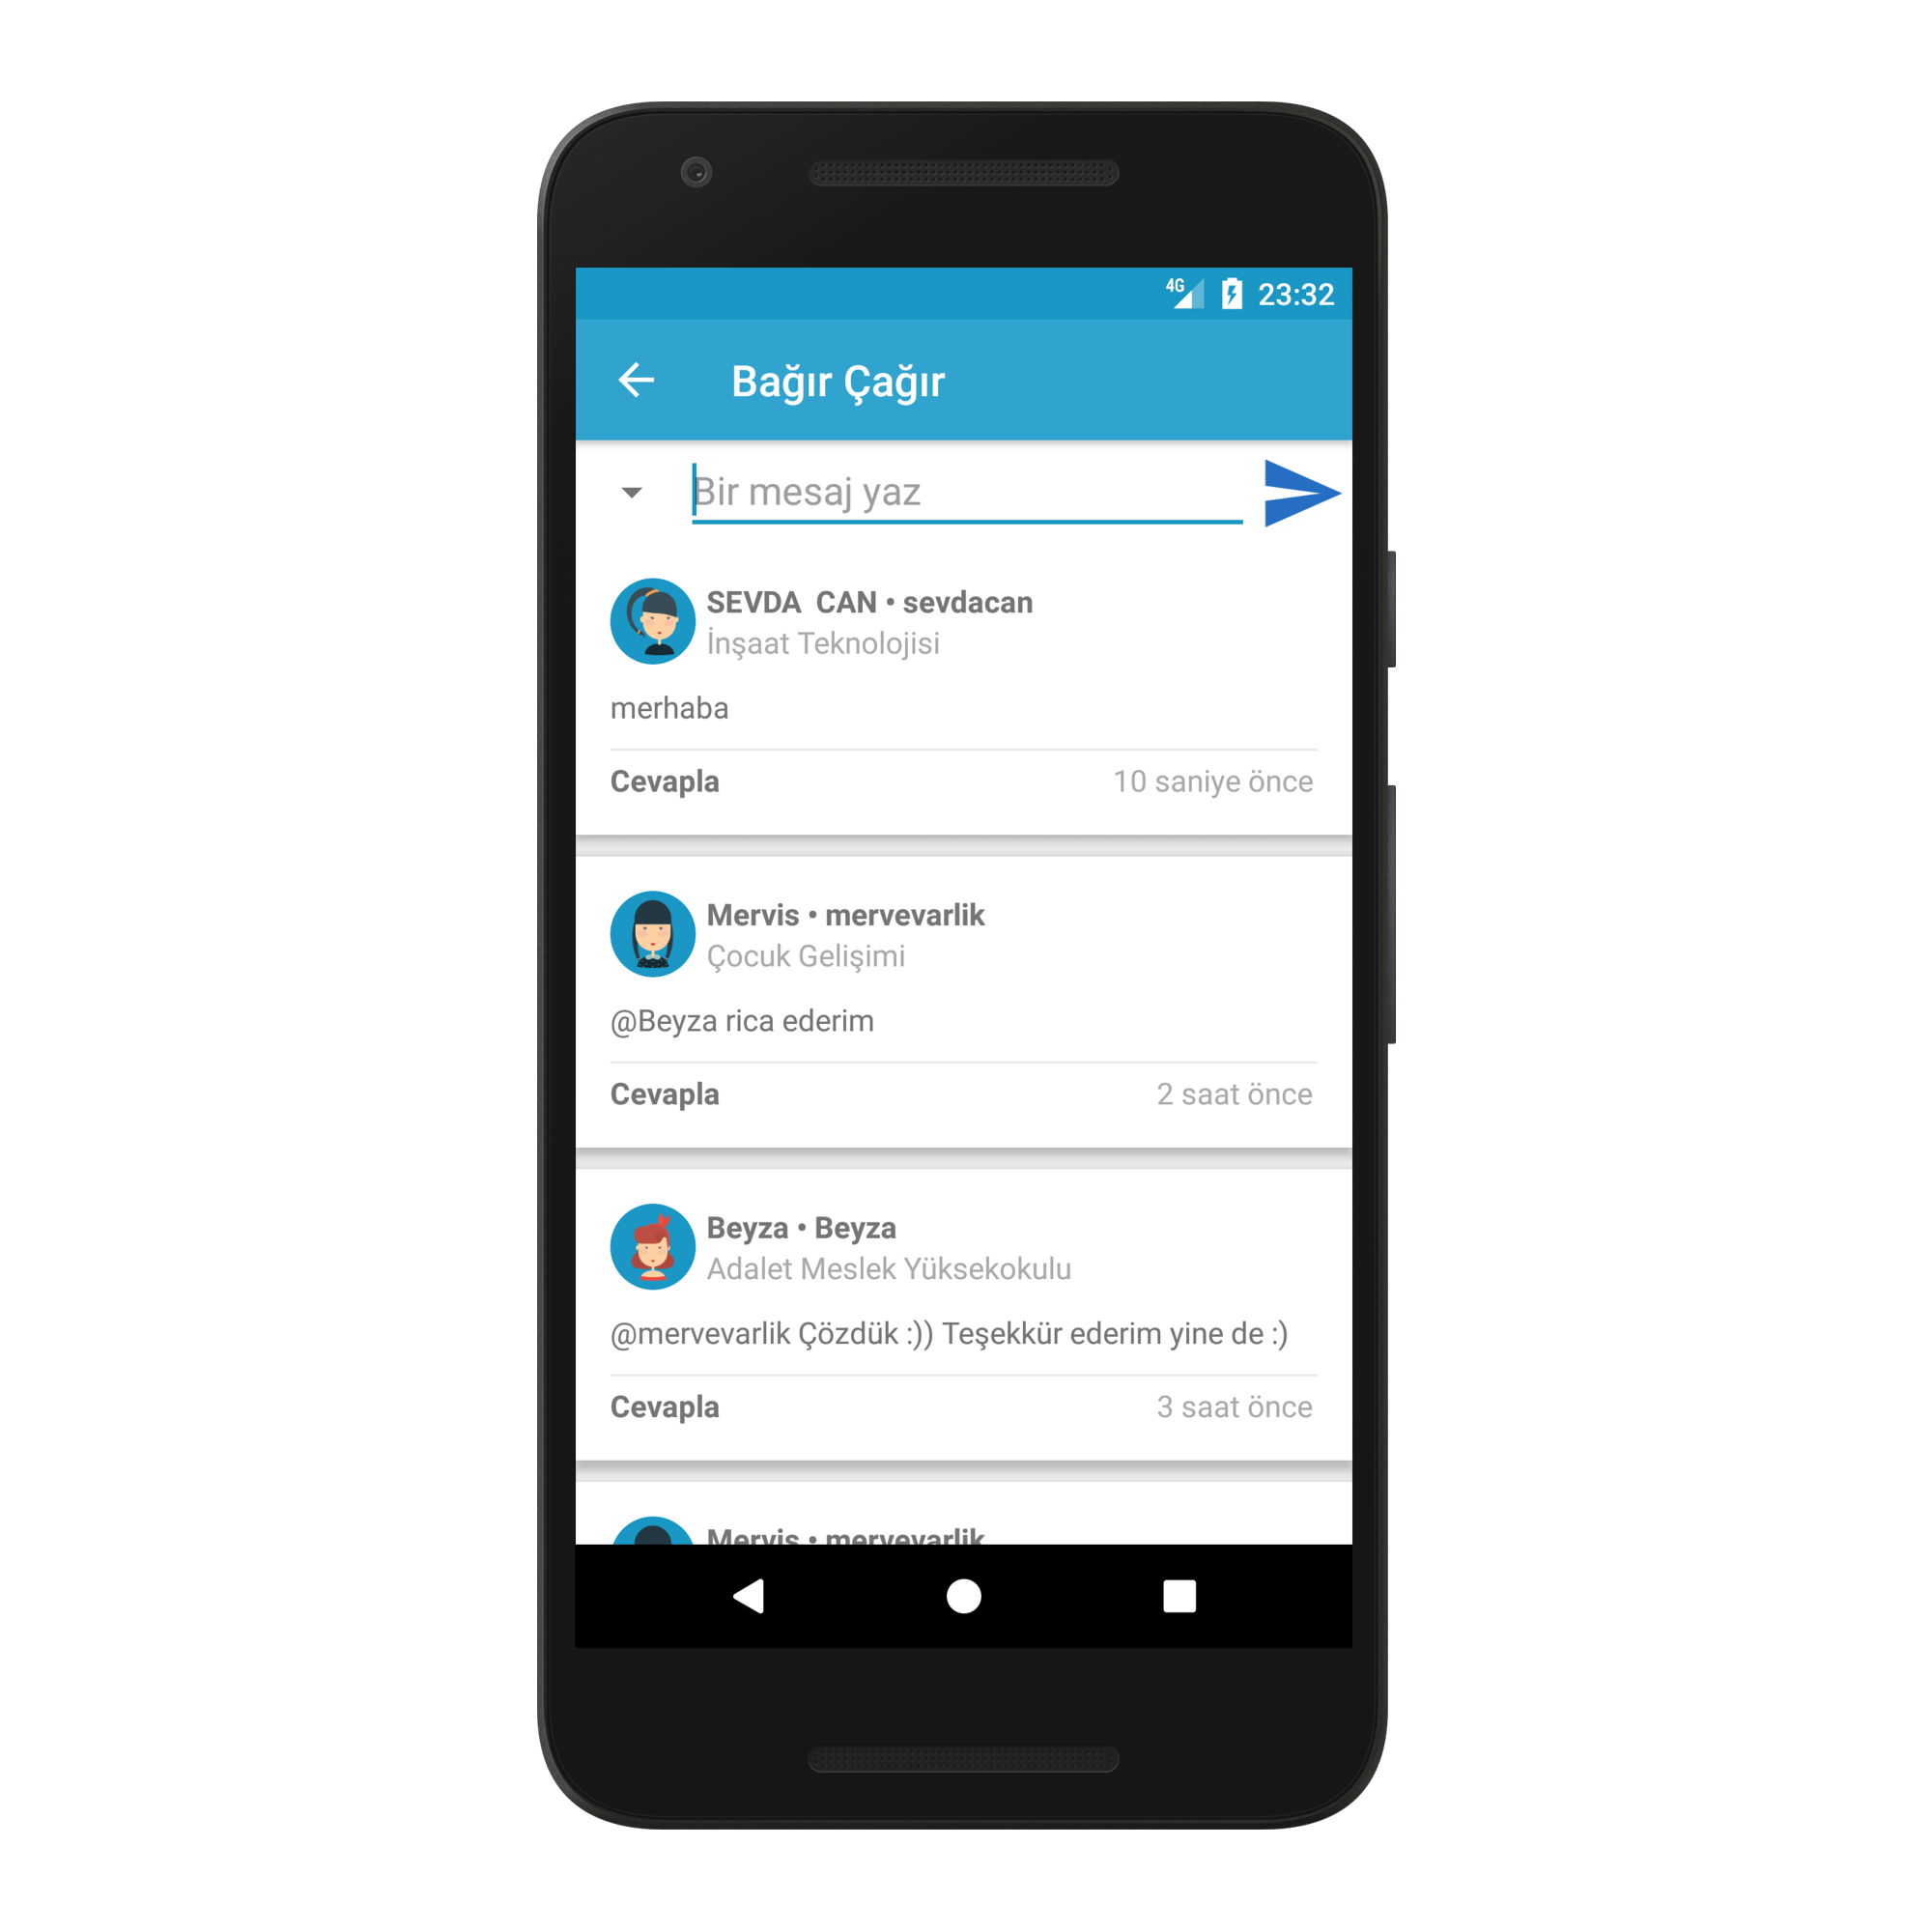 4G 23:32
Bağır Çağır
Bir mesaj yaz
SEVDA  CAN • sevdacan
İnşaat Teknolojisi
merhaba
Cevapla 10 saniye önce
Mervis • mervevarlik
Çocuk Gelişimi
@Beyza rica ederim
Cevapla 2 saat önce
Beyza • Beyza
Adalet Meslek Yüksekokulu
@mervevarlik Çözdük :)) Teşekkür ederim yine de :)
Cevapla 3 saat önce
Mervis • mervevarlik